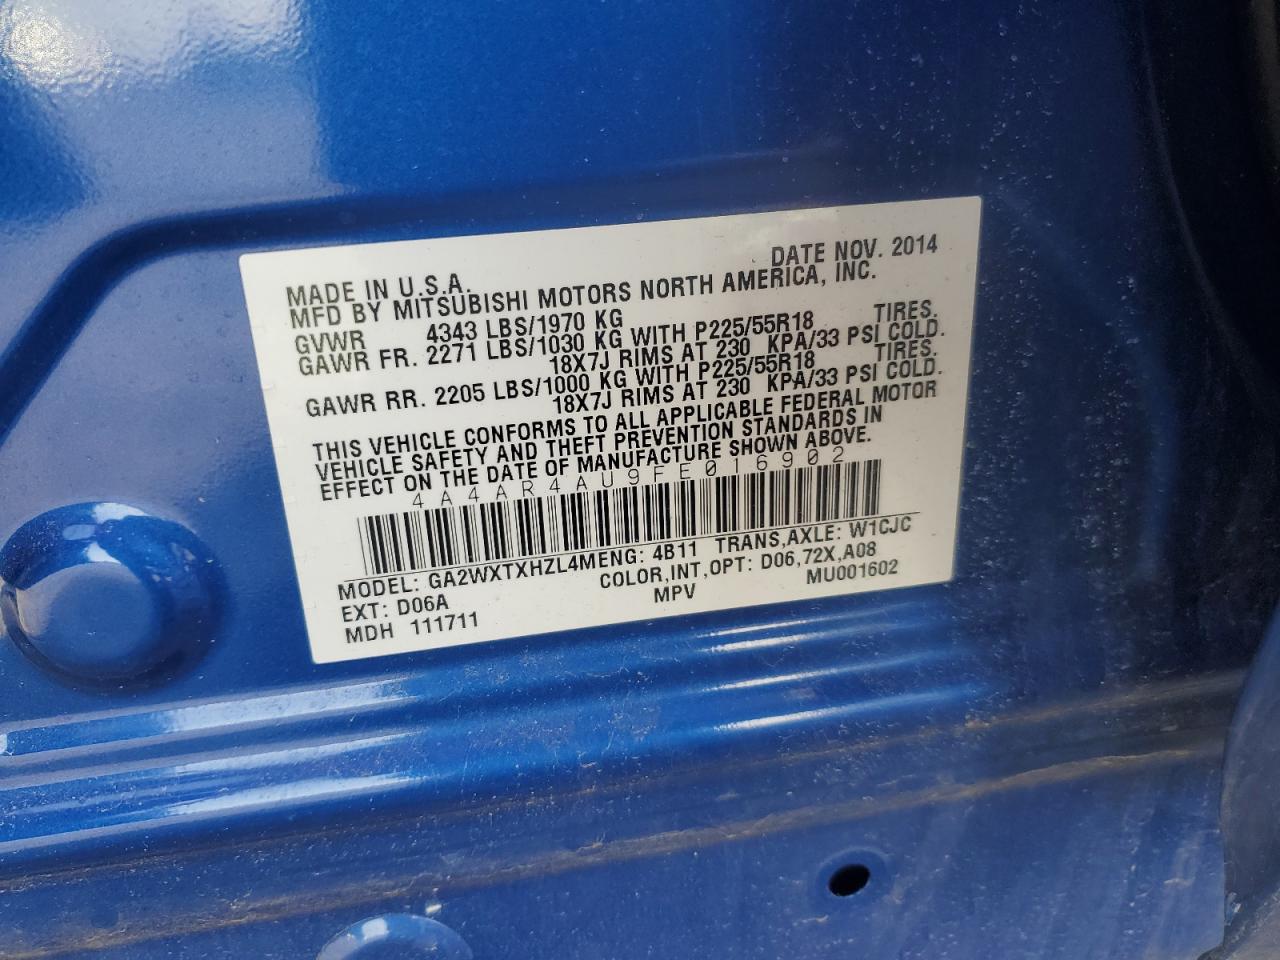 DATE NOV. 2014
MADE IN U.S.A.
MFD BY MITSUBISHI MOTORS NORTH AMERICA, INC.
GVWR 4343 LBS/1970 KG
GAWR FR. 2271 LBS/1030 KG WITH P225/55R18 TIRES.
18X7J RIMS AT 230 KPA/33 PSI COLD.
GAWR RR. 2205 LBS/1000 KG WITH P225/55R18 TIRES.
18X7J RIMS AT 230 KPA/33 PSI COLD.
THIS VEHICLE CONFORMS TO ALL APPLICABLE FEDERAL MOTOR
VEHICLE SAFETY AND THEFT PREVENTION STANDARDS IN
EFFECT ON THE DATE OF MANUFACTURE SHOWN ABOVE.
4A4AR4AU9FE016902
MODEL: GA2WXTXHZL4MENG: 4B11 TRANS,AXLE: W1CJC
EXT: D06A COLOR,INT,OPT: D06,72X,A08
MDH 111711 MPV MU001602